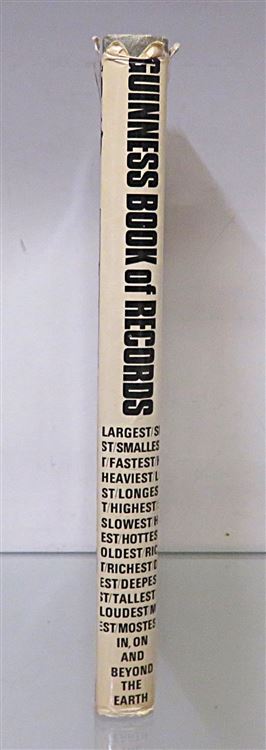 GUINNESS BOOK of RECORDS
LARGEST/S
ST/SMALLES
T/FASTEST/
HEAVIEST/L
ST/LONGES
T/HIGHEST/
SLOWEST/H
EST/HOTTES
OLDEST/RIC
T/RICHEST/D
EST/DEEPES
ST/TALLEST
LOUDEST/M
EST/MOSTES
IN, ON
AND
BEYOND
THE
EARTH